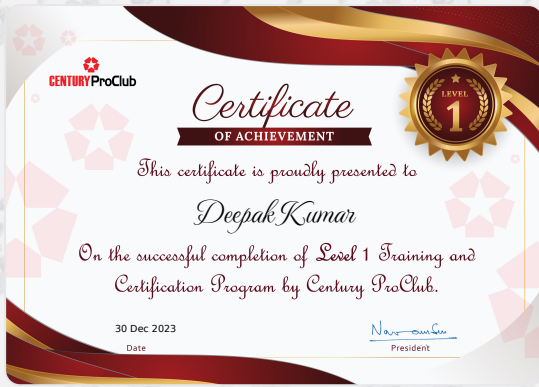 CENTURY ProClub
Certificate
OF ACHIEVEMENT
LEVEL
1
This certificate is proudly presented to
Deepak Kumar
On the successful completion of Level 1 Training and
Certification Program by Century ProClub.
30 Dec 2023
Date
President